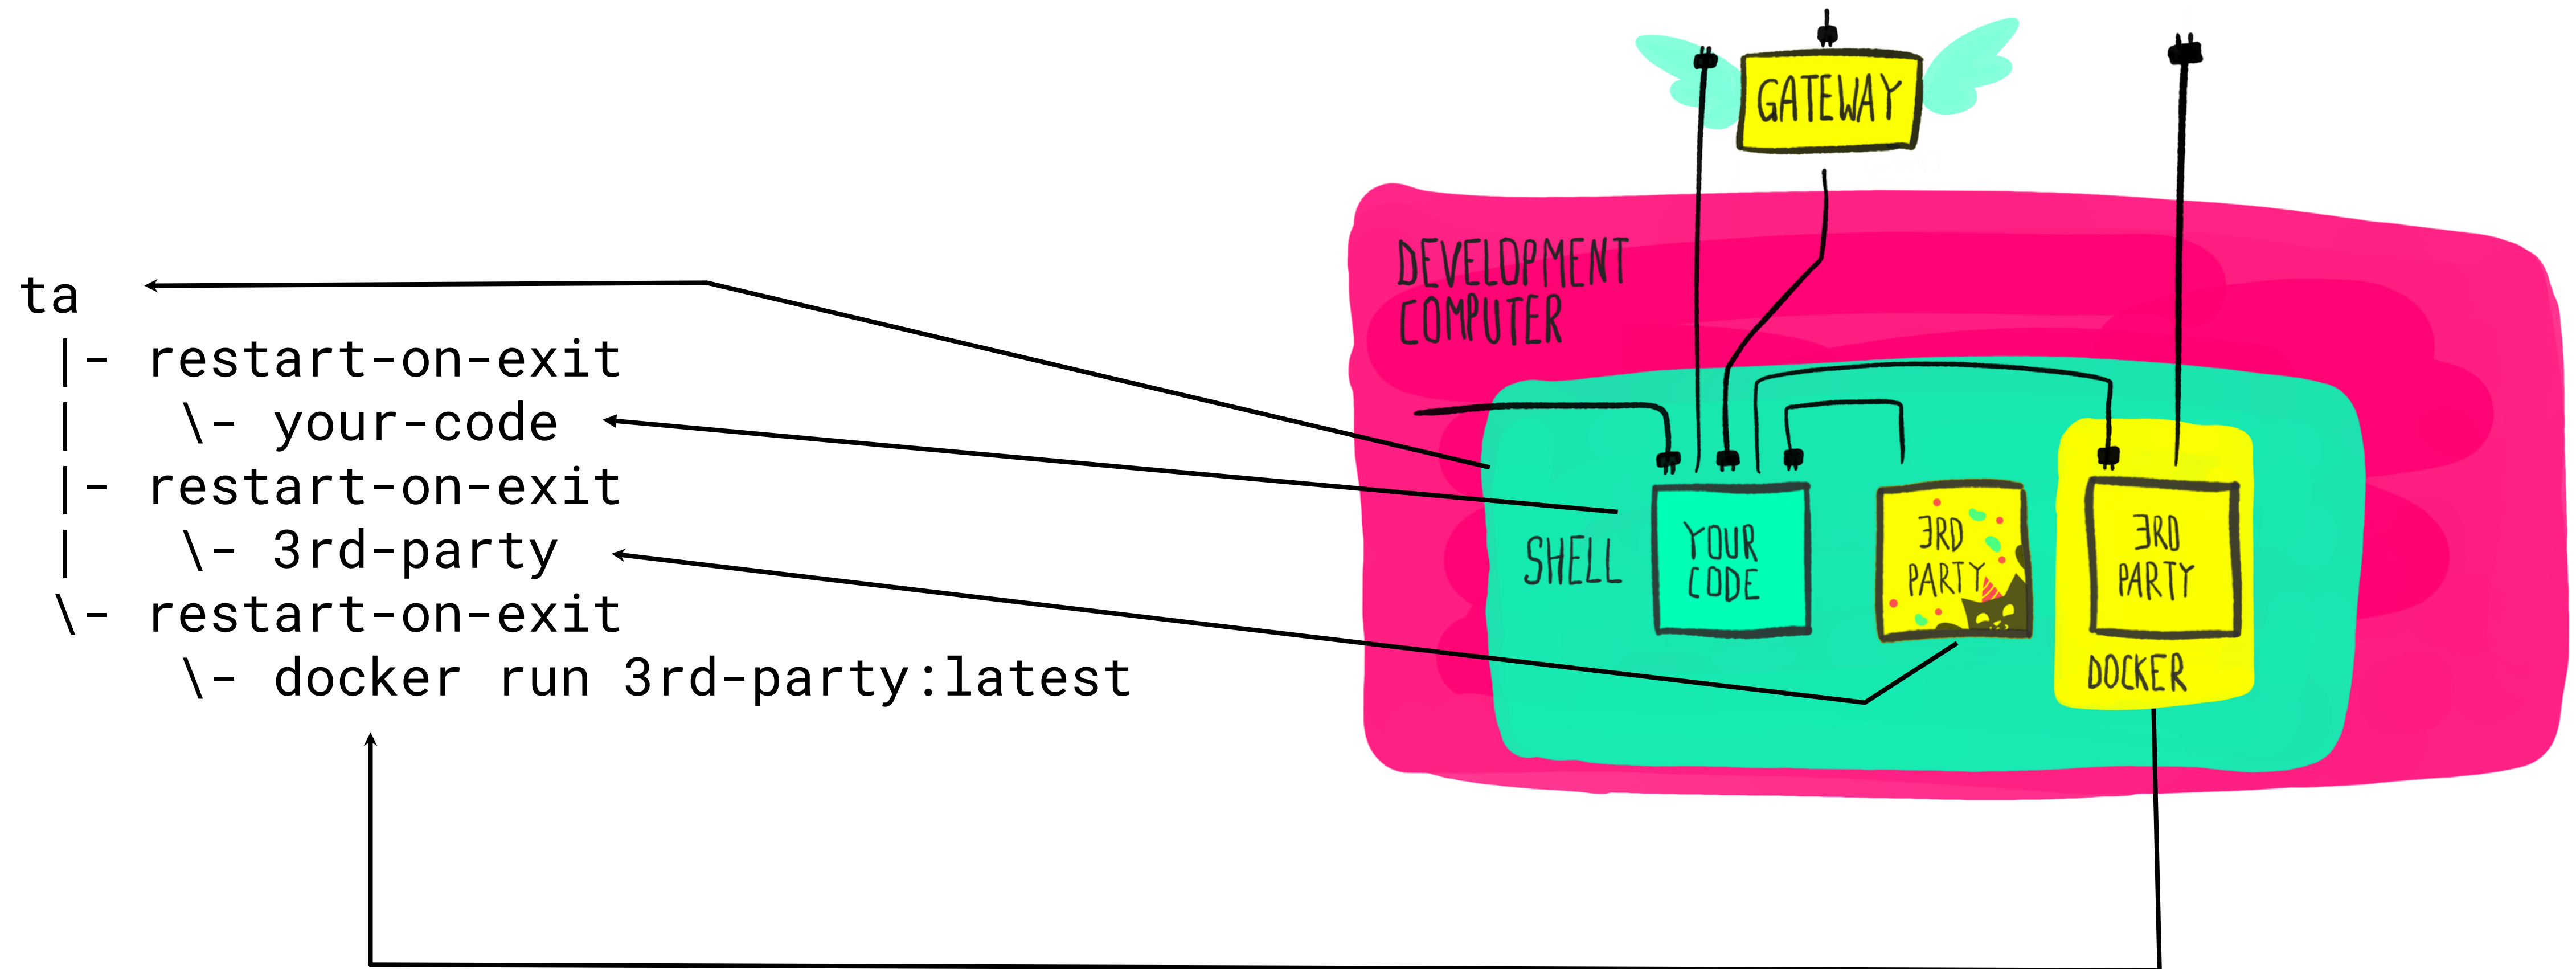 ta
|- restart-on-exit
|   \- your-code
|- restart-on-exit
|   \- 3rd-party
\- restart-on-exit
    \- docker run 3rd-party:latest
GATEWAY
DEVELOPMENT
COMPUTER
SHELL
YOUR
CODE
3RD
PARTY
3RD
PARTY
DOCKER